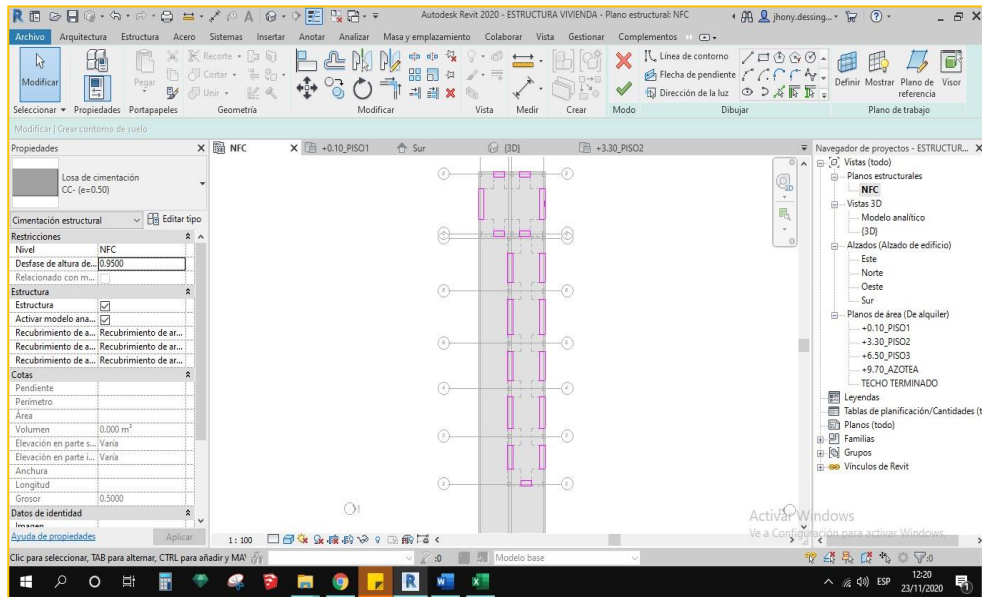 Autodesk Revit 2020 - ESTRUCTURA VIVIENDA - Plano estructural: NFC
jhony.dessing...
Archivo Arquitectura Estructura Acero Sistemas Insertar Anotar Analizar Masa y emplazamiento Colaborar Vista Gestionar Complementos
Modificar
Pegar
Recorte
Cortar
Unir
Línea de contorno
Flecha de pendiente
Dirección de la luz
Definir Mostrar Plano de referencia Visor
Seleccionar Propiedades Portapapeles Geometría Modificar Vista Medir Crear Modo Dibujar Plano de trabajo
Modificar | Crear contorno de suelo
Propiedades
NFC
+0.10_PISO1
Sur
{3D}
+3.30_PISO2
Navegador de proyectos - ESTRUCTUR...
Losa de cimentación
CC- (e=0.50)
Cimentación estructural
Editar tipo
Restricciones
Nivel NFC
Desfase de altura de... 0.9500
Relacionado con m...
Estructura
Estructura
Activar modelo ana...
Recubrimiento de a... Recubrimiento de ar...
Recubrimiento de a... Recubrimiento de ar...
Recubrimiento de a... Recubrimiento de ar...
Cotas
Pendiente
Perímetro
Área
Volumen 0.000 m³
Elevación en parte s... Varía
Elevación en parte i... Varía
Anchura
Longitud
Grosor 0.5000
Datos de identidad
Imagen
Ayuda de propiedades
Aplicar
Vistas (todo)
Planos estructurales
NFC
Vistas 3D
Modelo analítico
{3D}
Alzados (Alzado de edificio)
Este
Norte
Oeste
Sur
Planos de área (De alquiler)
+0.10_PISO1
+3.30_PISO2
+6.50_PISO3
+9.70_AZOTEA
TECHO TERMINADO
Leyendas
Tablas de planificación/Cantidades (t
Planos (todo)
Familias
Grupos
Vínculos de Revit
2D
1 : 100
Activar Windows
Ve a Configuración para activar Windows.
Clic para seleccionar, TAB para alternar, CTRL para añadir y MAY
:0
Modelo base
:0
ESP
12:20
23/11/2020